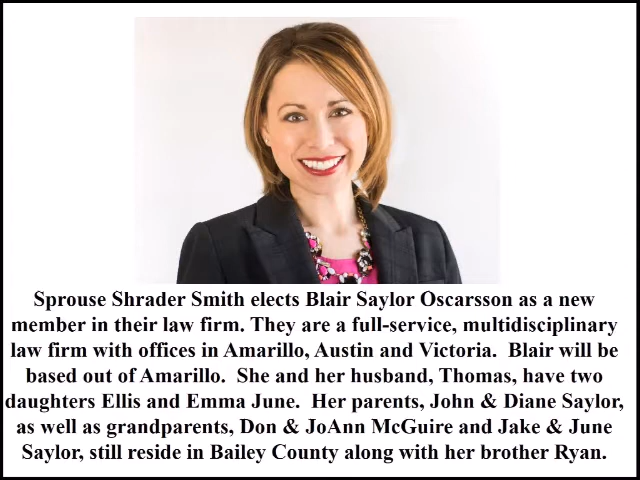 Sprouse Shrader Smith elects Blair Saylor Oscarsson as a new
member in their law firm. They are a full-service, multidisciplinary
law firm with offices in Amarillo, Austin and Victoria.  Blair will be
based out of Amarillo.  She and her husband, Thomas, have two
daughters Ellis and Emma June.  Her parents, John & Diane Saylor,
as well as grandparents, Don & JoAnn McGuire and Jake & June
Saylor, still reside in Bailey County along with her brother Ryan.